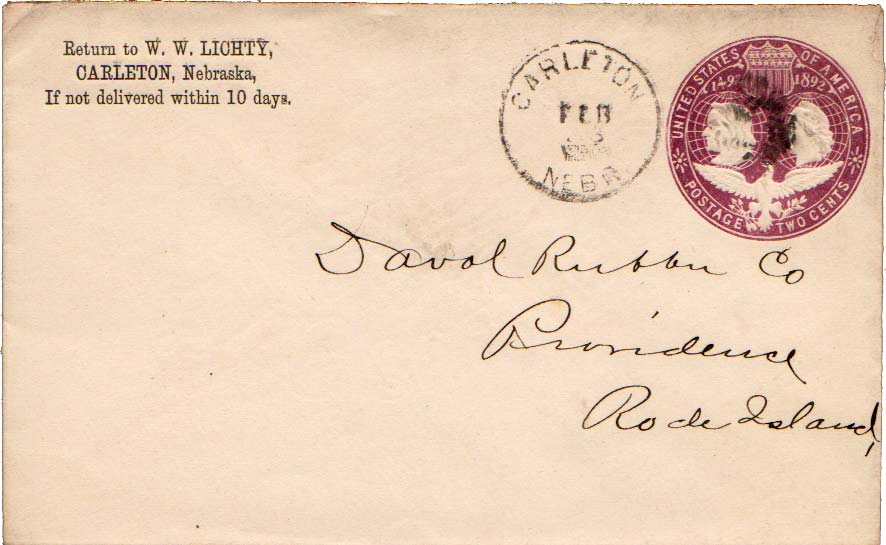 Return to W. W. LICHTY,
CARLETON, Nebraska,
If not delivered within 10 days.
CARLETON
FEB
NEBR
UNITED STATES OF AMERICA
1492 1892
POSTAGE TWO CENTS
Davol Rubber Co
Providence
Rode Island,